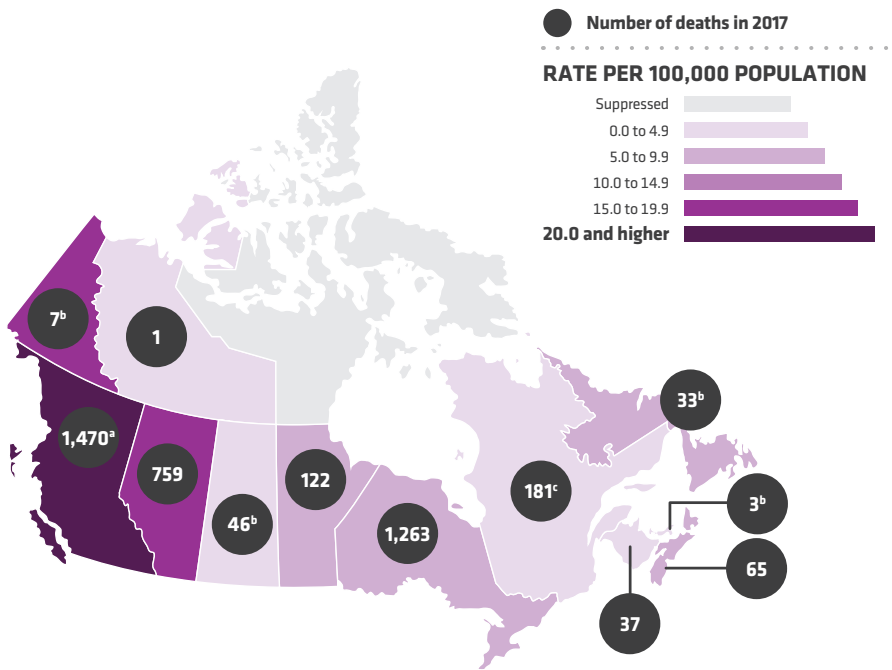 Number of deaths in 2017
RATE PER 100,000 POPULATION
Suppressed
0.0 to 4.9
5.0 to 9.9
10.0 to 14.9
15.0 to 19.9
20.0 and higher
7ᵇ
1
33ᵇ
1,470ᵃ
759
122
181ᶜ
3ᵇ
46ᵇ
1,263
65
37